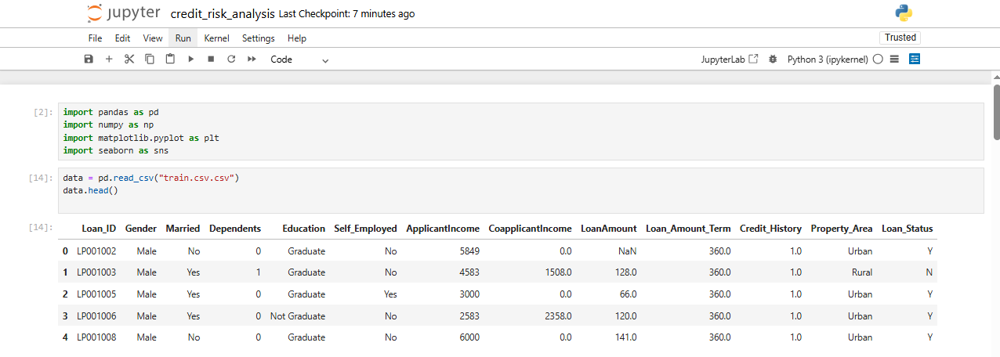 jupyter credit_risk_analysis Last Checkpoint: 7 minutes ago
File Edit View Run Kernel Settings Help Trusted
Code JupyterLab Python 3 (ipykernel)
[2]: import pandas as pd
import numpy as np
import matplotlib.pyplot as plt
import seaborn as sns
[14]: data = pd.read_csv("train.csv.csv")
data.head()
[14]: Loan_ID Gender Married Dependents Education Self_Employed ApplicantIncome CoapplicantIncome LoanAmount Loan_Amount_Term Credit_History Property_Area Loan_Status
0 LP001002 Male No 0 Graduate No 5849 0.0 NaN 360.0 1.0 Urban Y
1 LP001003 Male Yes 1 Graduate No 4583 1508.0 128.0 360.0 1.0 Rural N
2 LP001005 Male Yes 0 Graduate Yes 3000 0.0 66.0 360.0 1.0 Urban Y
3 LP001006 Male Yes 0 Not Graduate No 2583 2358.0 120.0 360.0 1.0 Urban Y
4 LP001008 Male No 0 Graduate No 6000 0.0 141.0 360.0 1.0 Urban Y